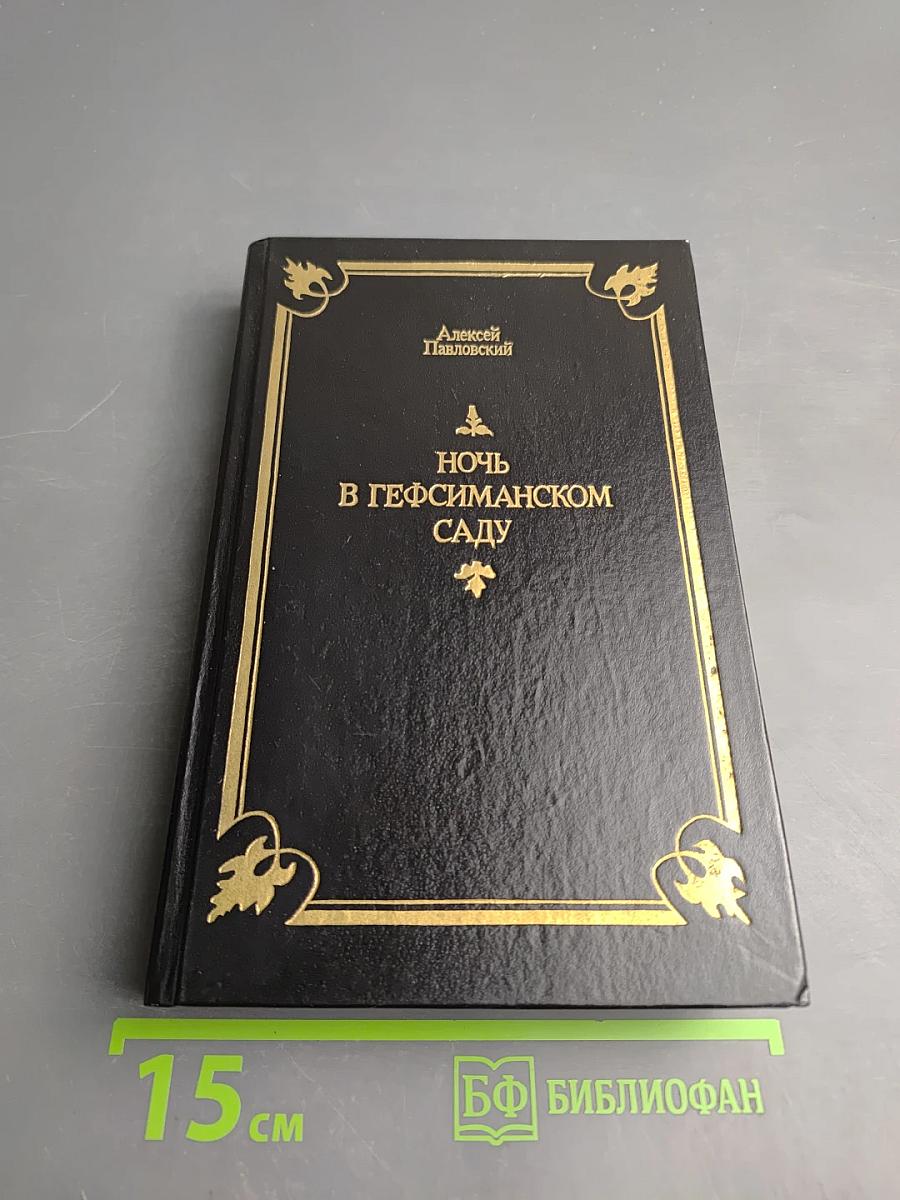 Алексей
Павловский
НОЧЬ
В ГЕФСИМАНСКОМ
САДУ
15 см
БФ БИБЛИОФАН